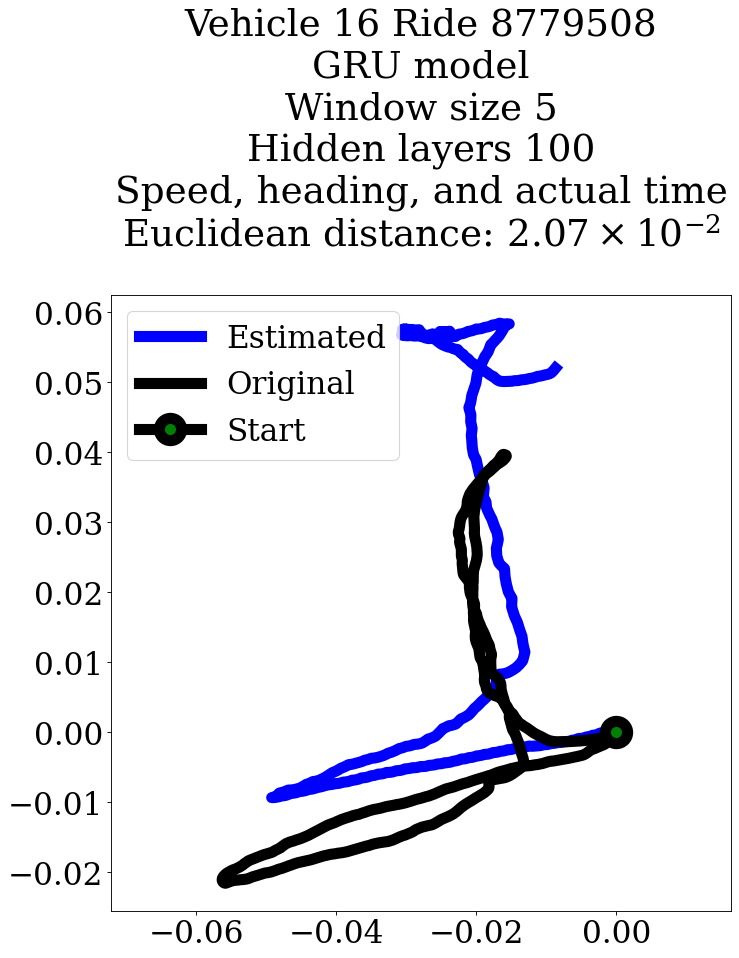 Vehicle 16 Ride 8779508
GRU model
Window size 5
Hidden layers 100
Speed, heading, and actual time
Euclidean distance: 2.07 × 10⁻²
Estimated
Original
Start
0.06
0.05
0.04
0.03
0.02
0.01
0.00
−0.01
−0.02
−0.06 −0.04 −0.02 0.00